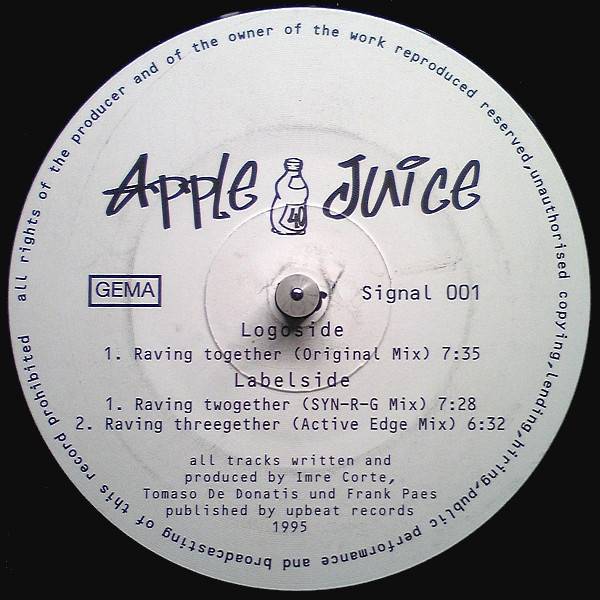 all rights of the producer and of the owner of the work reproduced reserved,unauthorised copying,lending,hiring,public performance and broadcasting of this record prohibited
Apple 40 Juice
GEMA
Signal 001
Logoside
1. Raving together (Original Mix) 7:35
Labelside
1. Raving twogether (SYN-R-G Mix) 7:28
2. Raving threegether (Active Edge Mix) 6:32
all tracks written and
produced by Imre Corte,
Tomaso De Donatis und Frank Paes
published by upbeat records
1995